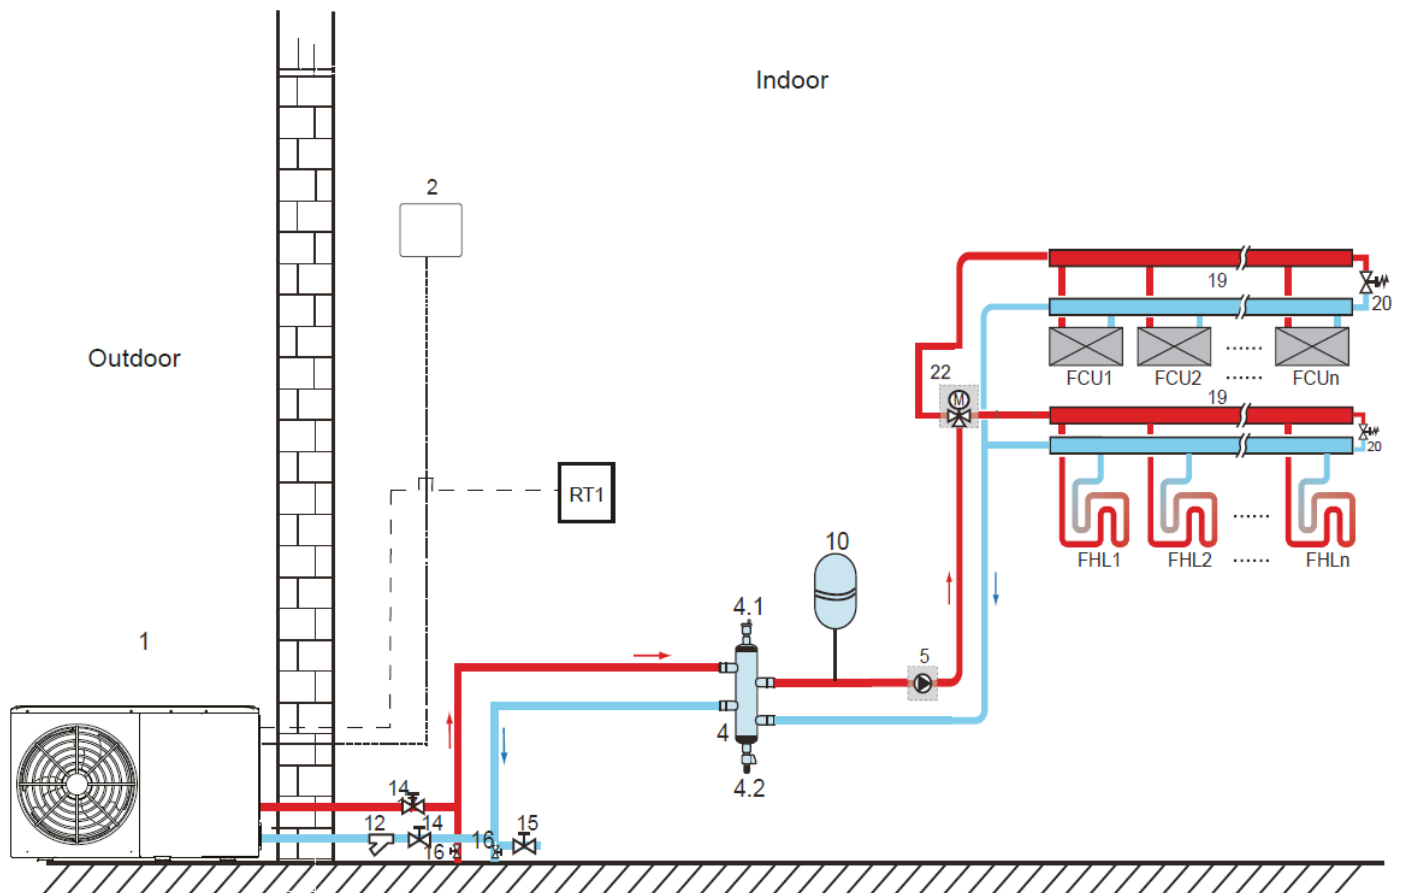 Indoor
2
Outdoor
19
20
FCU1
FCU2
......
......
FCUn
22
M
19
20
RT1
10
FHL1
FHL2
......
......
FHLn
4.1
1
5
4
4.2
14
12
14
16
16
15